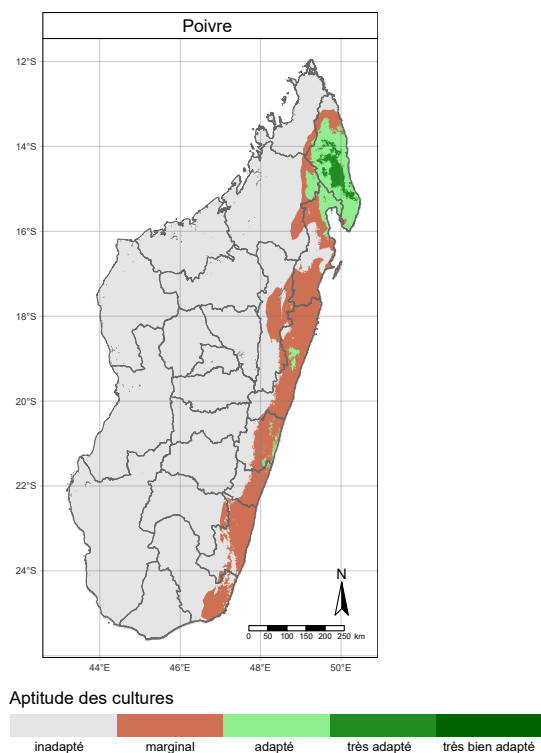 Poivre
12°S
14°S
16°S
18°S
20°S
22°S
24°S
N
0 50 100 150 200 250 km
44°E 46°E 48°E 50°E
Aptitude des cultures
inadapté marginal adapté très adapté très bien adapté